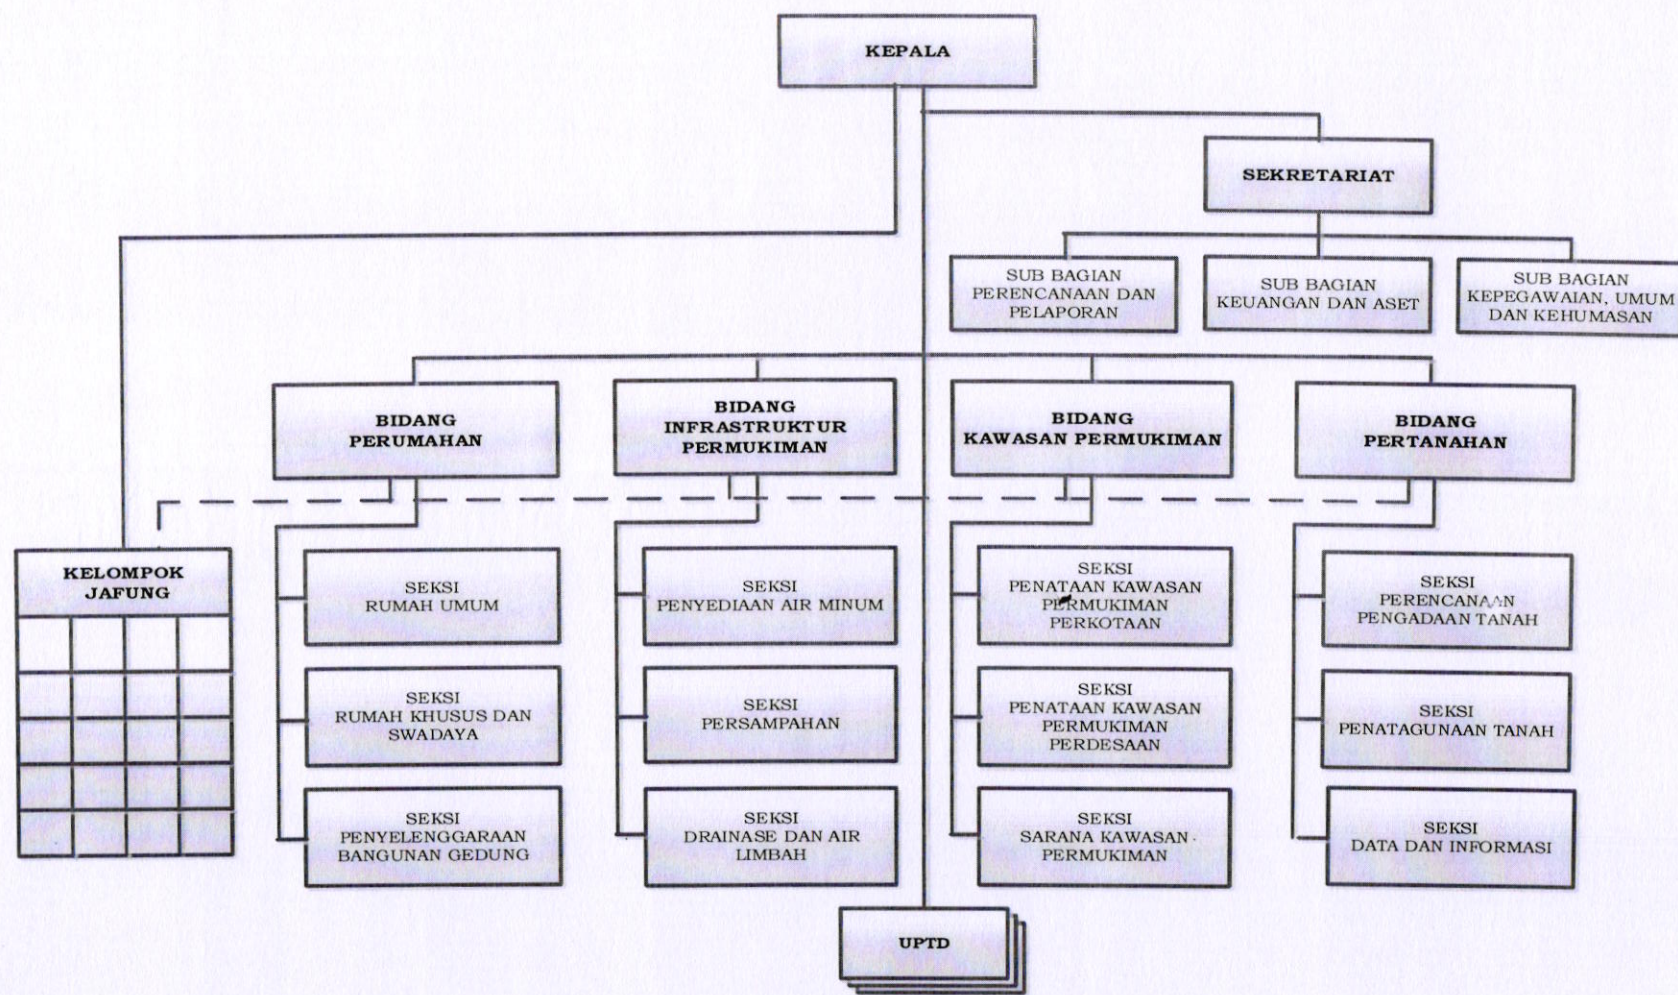 KEPALA
SEKRETARIAT
SUB BAGIAN
PERENCANAAN DAN
PELAPORAN
SUB BAGIAN
KEUANGAN DAN ASET
SUB BAGIAN
KEPEGAWAIAN, UMUM
DAN KEHUMASAN
BIDANG
PERUMAHAN
BIDANG
INFRASTRUKTUR
PERMUKIMAN
BIDANG
KAWASAN PERMUKIMAN
BIDANG
PERTANAHAN
KELOMPOK
JAFUNG
SEKSI
RUMAH UMUM
SEKSI
RUMAH KHUSUS DAN
SWADAYA
SEKSI
PENYELENGGARAAN
BANGUNAN GEDUNG
SEKSI
PENYEDIAAN AIR MINUM
SEKSI
PERSAMPAHAN
SEKSI
DRAINASE DAN AIR
LIMBAH
SEKSI
PENATAAN KAWASAN
PERMUKIMAN
PERKOTAAN
SEKSI
PENATAAN KAWASAN
PERMUKIMAN
PERDESAAN
SEKSI
SARANA KAWASAN
PERMUKIMAN
SEKSI
PERENCANAAN
PENGADAAN TANAH
SEKSI
PENATAGUNAAN TANAH
SEKSI
DATA DAN INFORMASI
UPTD